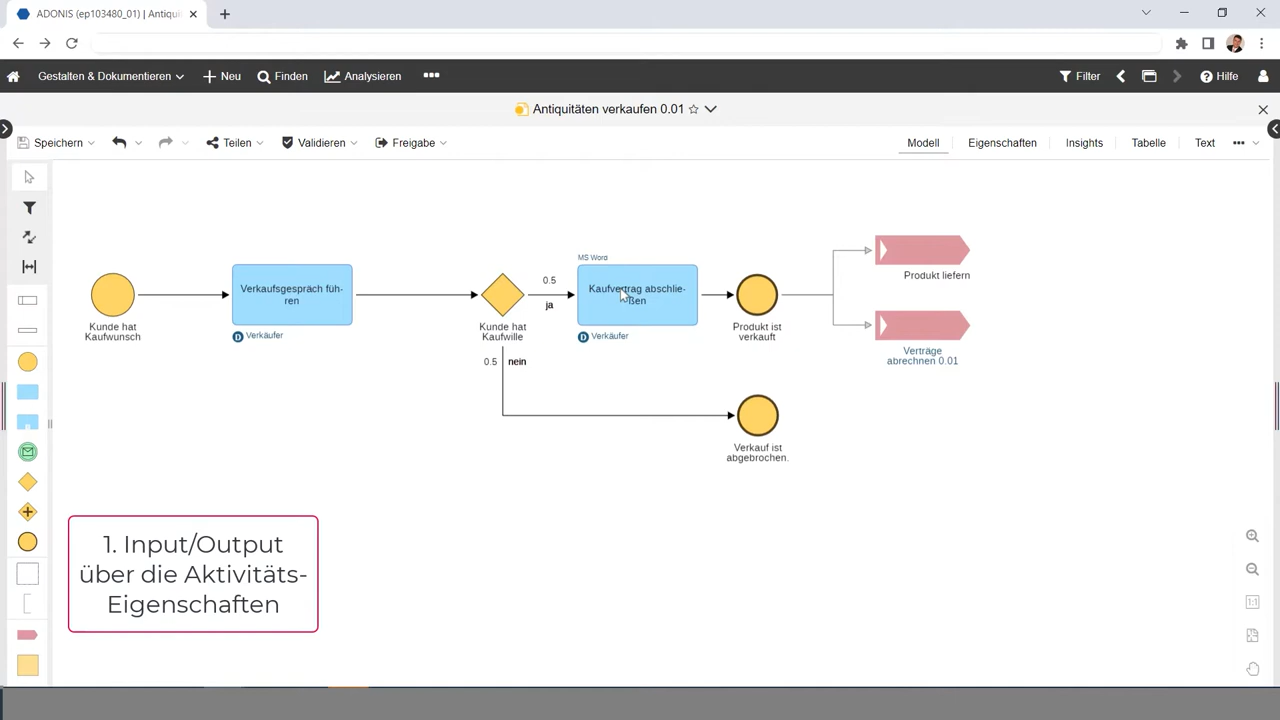 ADONIS (ep103480_01) | Antiqui
Gestalten & Dokumentieren
Neu
Finden
Analysieren
Filter
Hilfe
Antiquitäten verkaufen 0.01
Speichern
Teilen
Validieren
Freigabe
Modell
Eigenschaften
Insights
Tabelle
Text
Kunde hat
Kaufwunsch
Verkaufsgespräch füh-
ren
D Verkäufer
Kunde hat
Kaufwille
0.5
ja
0.5
nein
MS Word
Kaufvertrag abschlie-
ßen
D Verkäufer
Produkt ist
verkauft
Produkt liefern
Verträge
abrechnen 0.01
Verkauf ist
abgebrochen.
1. Input/Output
über die Aktivitäts-
Eigenschaften
1:1